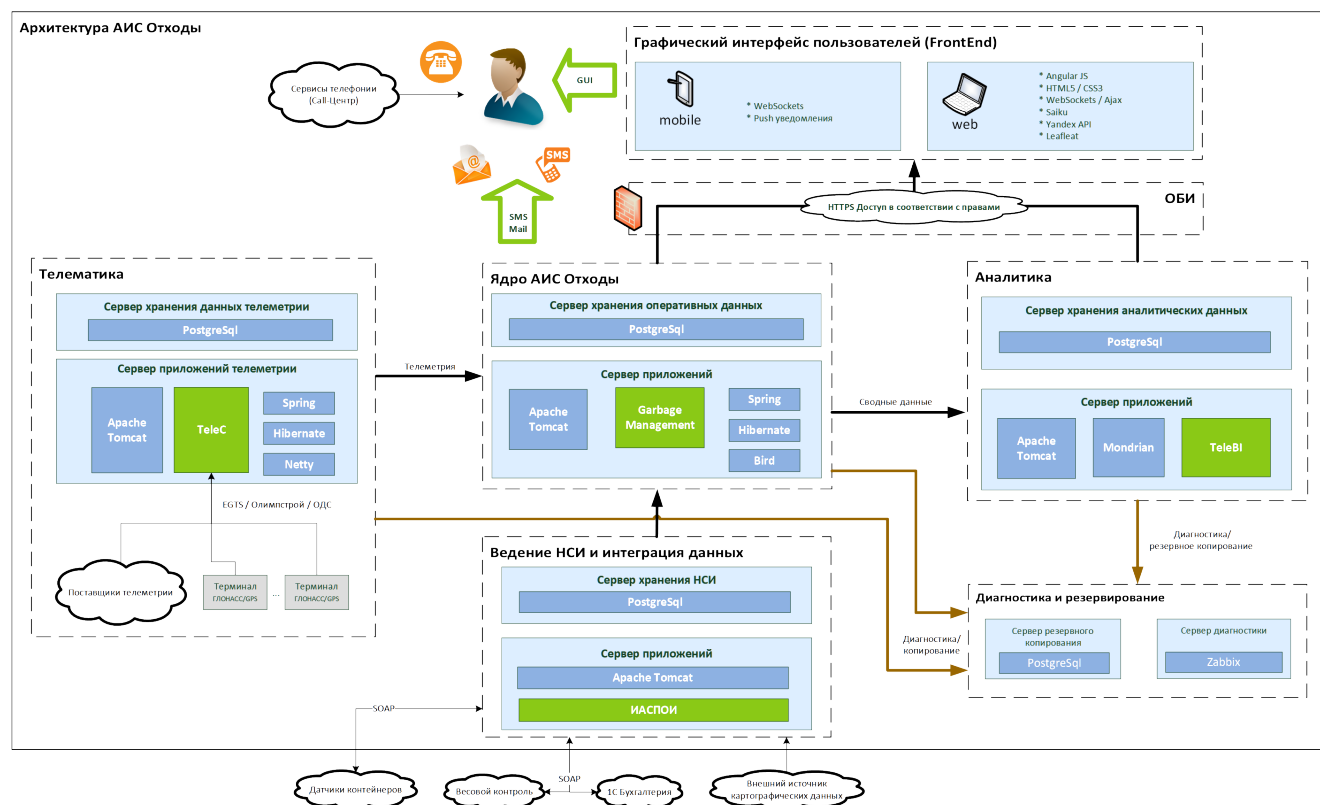 Архитектура АИС Отходы
Сервисы телефонии
(Call-Центр)
GUI
Графический интерфейс пользователей (FrontEnd)
mobile
* WebSockets
* Push уведомления
web
* Angular JS
* HTML5 / CSS3
* WebSockets / Ajax
* Saiku
* Yandex API
* Leafleat
@
SMS
SMS
Mail
HTTPS Доступ в соответствии с правами
ОБИ
Телематика
Сервер хранения данных телеметрии
PostgreSql
Сервер приложений телеметрии
Apache
Tomcat
TeleC
Spring
Hibernate
Netty
EGTS / Олимпстрой / ОДС
Поставщики телеметрии
Терминал
ГЛОНАСС/GPS
...
Терминал
ГЛОНАСС/GPS
Телеметрия
Ядро АИС Отходы
Сервер хранения оперативных данных
PostgreSql
Сервер приложений
Apache
Tomcat
Garbage
Management
Spring
Hibernate
Bird
Сводные данные
Аналитика
Сервер хранения аналитических данных
PostgreSql
Сервер приложений
Apache
Tomcat
Mondrian
TeleBI
Диагностика/
резервное копирование
Ведение НСИ и интеграция данных
Сервер хранения НСИ
PostgreSql
Сервер приложений
Apache Tomcat
ИАСПОИ
Диагностика/
копирование
Диагностика и резервирование
Сервер резервного
копирования
PostgreSql
Сервер диагностики
Zabbix
SOAP
SOAP
Датчики контейнеров
Весовой контроль
1С Бухгалтерия
Внешний источник
картографических данных